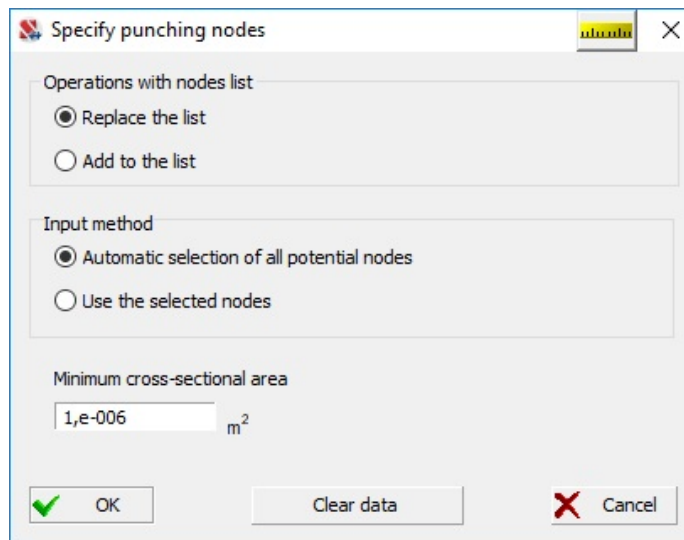 Specify punching nodes
Operations with nodes list
Replace the list
Add to the list
Input method
Automatic selection of all potential nodes
Use the selected nodes
Minimum cross-sectional area
1,e-006 m²
OK Clear data Cancel